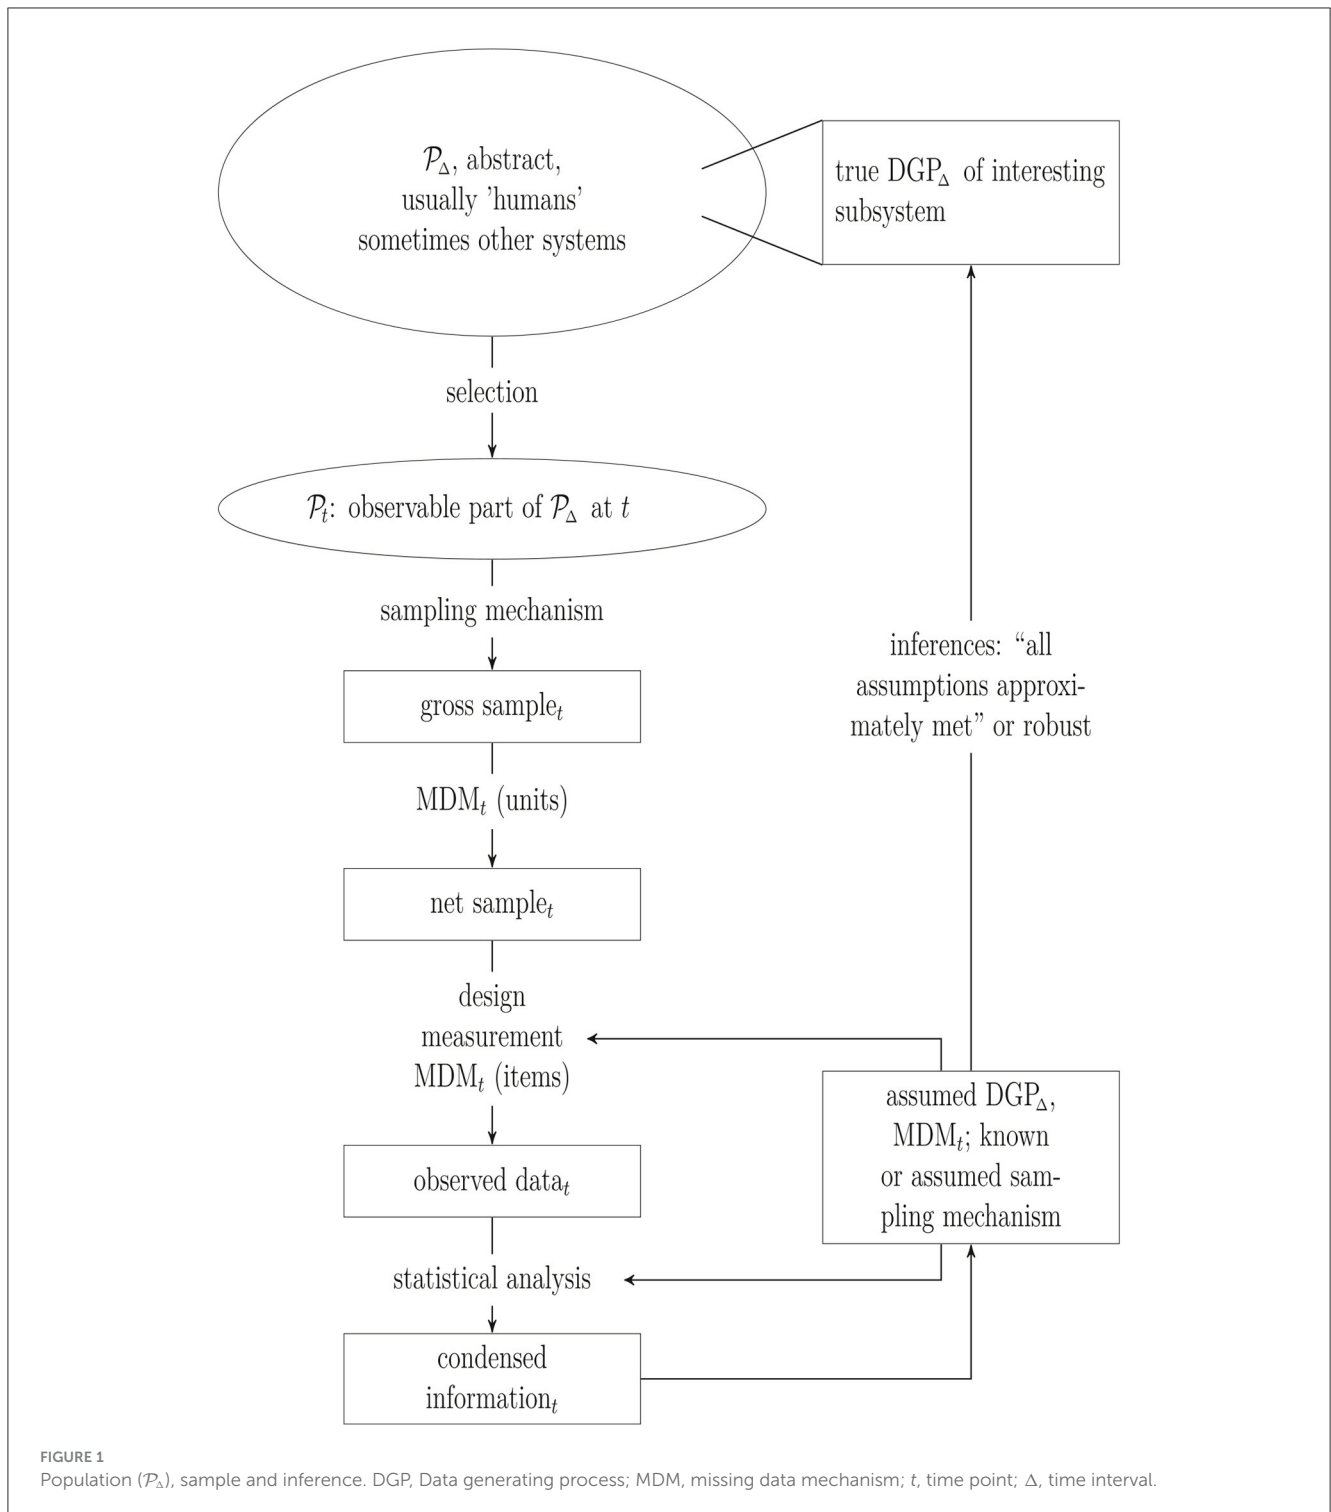 𝒫_Δ, abstract,
usually 'humans'
sometimes other systems
true DGP_Δ of interesting
subsystem
selection
𝒫_t: observable part of 𝒫_Δ at t
sampling mechanism
gross sample_t
MDM_t (units)
net sample_t
design
measurement
MDM_t (items)
observed data_t
statistical analysis
condensed
information_t
inferences: “all
assumptions approxi-
mately met” or robust
assumed DGP_Δ,
MDM_t; known
or assumed sam-
pling mechanism
FIGURE 1
Population (𝒫_Δ), sample and inference. DGP, Data generating process; MDM, missing data mechanism; t, time point; Δ, time interval.